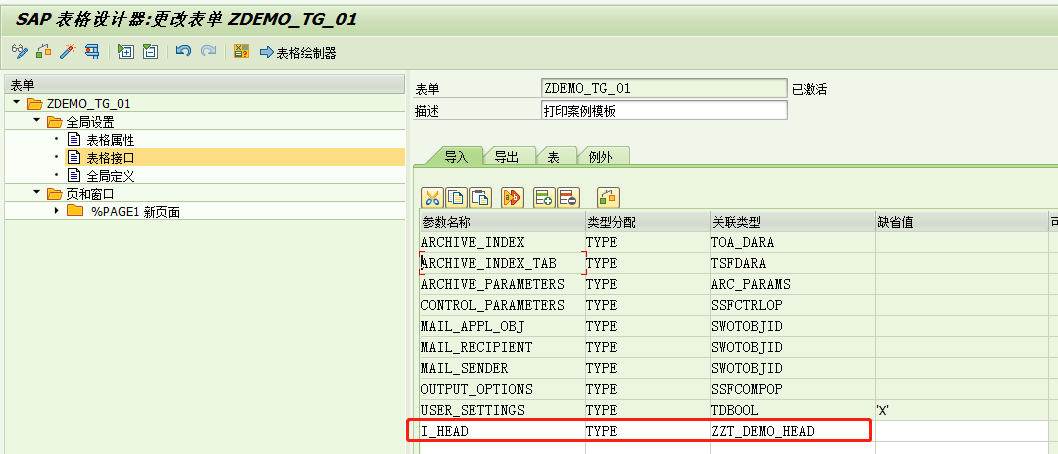 SAP 表格设计器:更改表单 ZDEMO_TG_01
表格绘制器
表单
ZDEMO_TG_01
全局设置
表格属性
表格接口
全局定义
页和窗口
%PAGE1 新页面
表单 ZDEMO_TG_01 已激活
描述 打印案例模板
导入 导出 表 例外
参数名称 类型分配 关联类型 缺省值 可
ARCHIVE_INDEX TYPE TOA_DARA
ARCHIVE_INDEX_TAB TYPE TSFDARA
ARCHIVE_PARAMETERS TYPE ARC_PARAMS
CONTROL_PARAMETERS TYPE SSFCTRLOP
MAIL_APPL_OBJ TYPE SWOTOBJID
MAIL_RECIPIENT TYPE SWOTOBJID
MAIL_SENDER TYPE SWOTOBJID
OUTPUT_OPTIONS TYPE SSFCOMPOP
USER_SETTINGS TYPE TDBOOL 'X'
I_HEAD TYPE ZZT_DEMO_HEAD